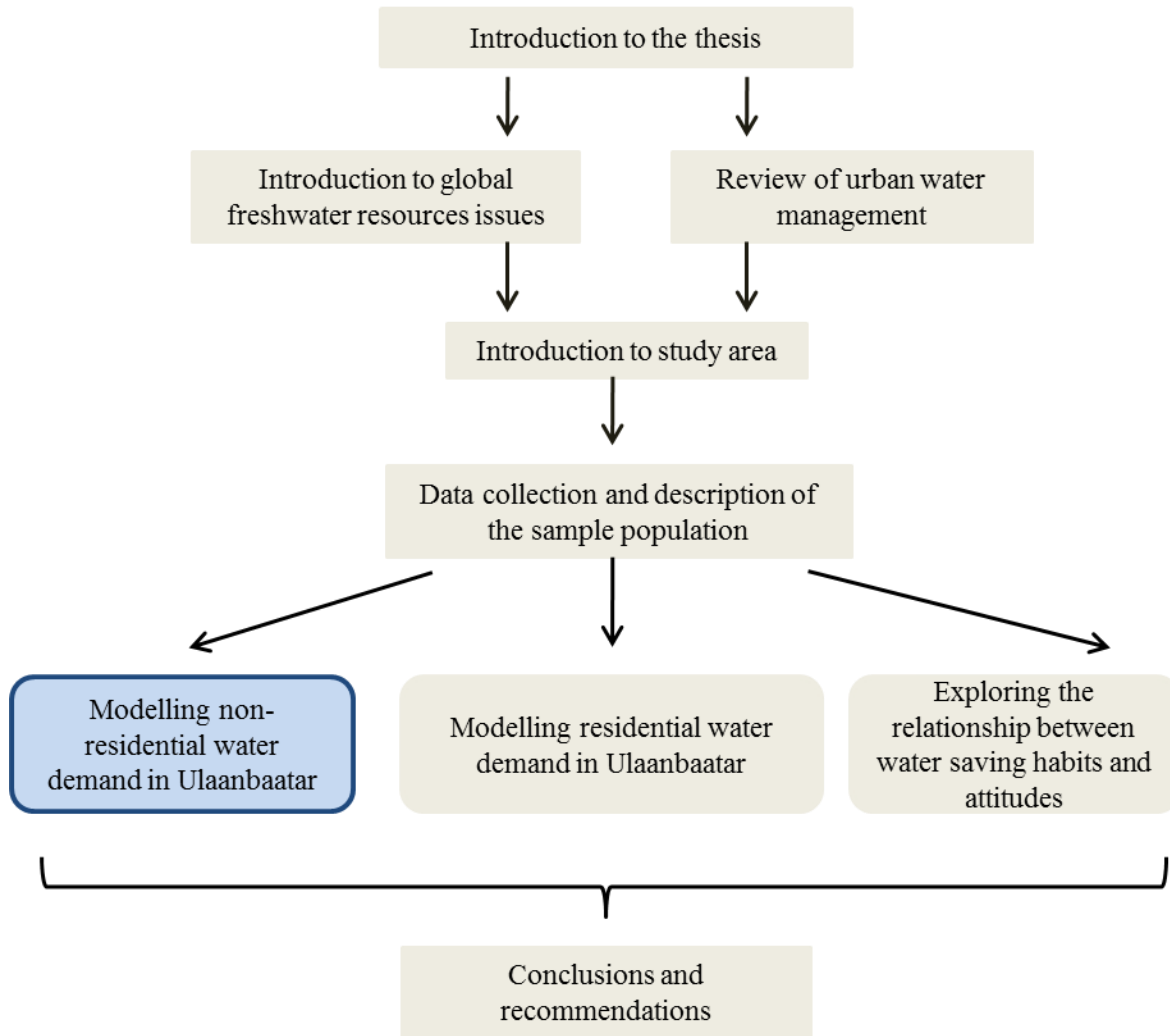 Introduction to the thesis
Introduction to global
freshwater resources issues
Review of urban water
management
Introduction to study area
Data collection and description of
the sample population
Modelling non-
residential water
demand in Ulaanbaatar
Modelling residential water
demand in Ulaanbaatar
Exploring the
relationship between
water saving habits and
attitudes
Conclusions and
recommendations